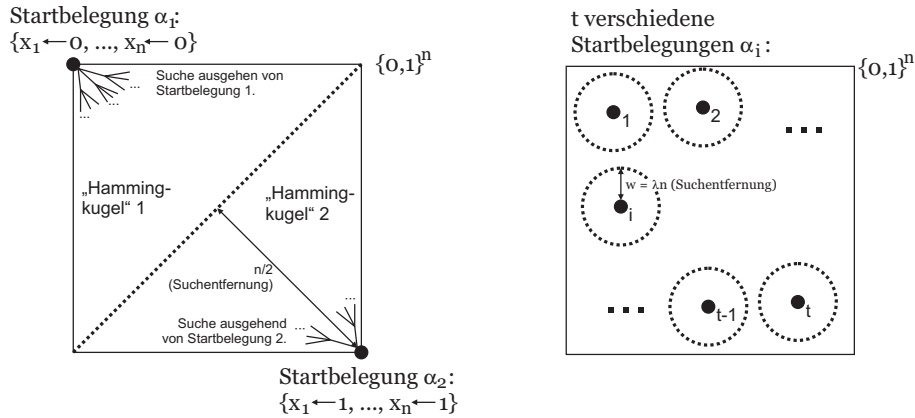 Startbelegung α₁:
{x₁←0, ..., xₙ←0}
{0,1}ⁿ
Suche ausgehen von
Startbelegung 1.
...
...
...
...
„Hamming-
kugel“ 1
„Hamming-
kugel“ 2
n/2
(Suchentfernung)
...
...
Suche ausgehend
von Startbelegung 2.
Startbelegung α₂:
{x₁←1, ..., xₙ←1}
t verschiedene
Startbelegungen αᵢ:
{0,1}ⁿ
1
2
...
w = λn (Suchentfernung)
i
...
t-1
t